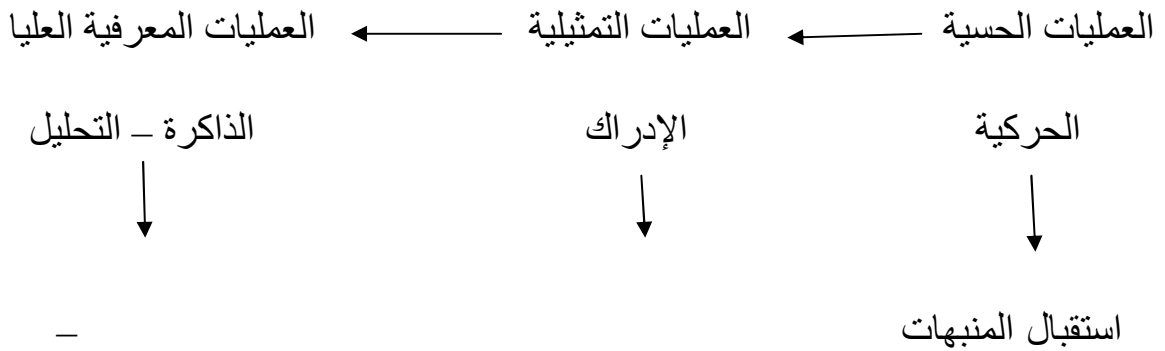 العمليات الحسية العمليات التمثيلية العمليات المعرفية العليا
الحركية الإدراك الذاكرة – التحليل
استقبال المنبهات –